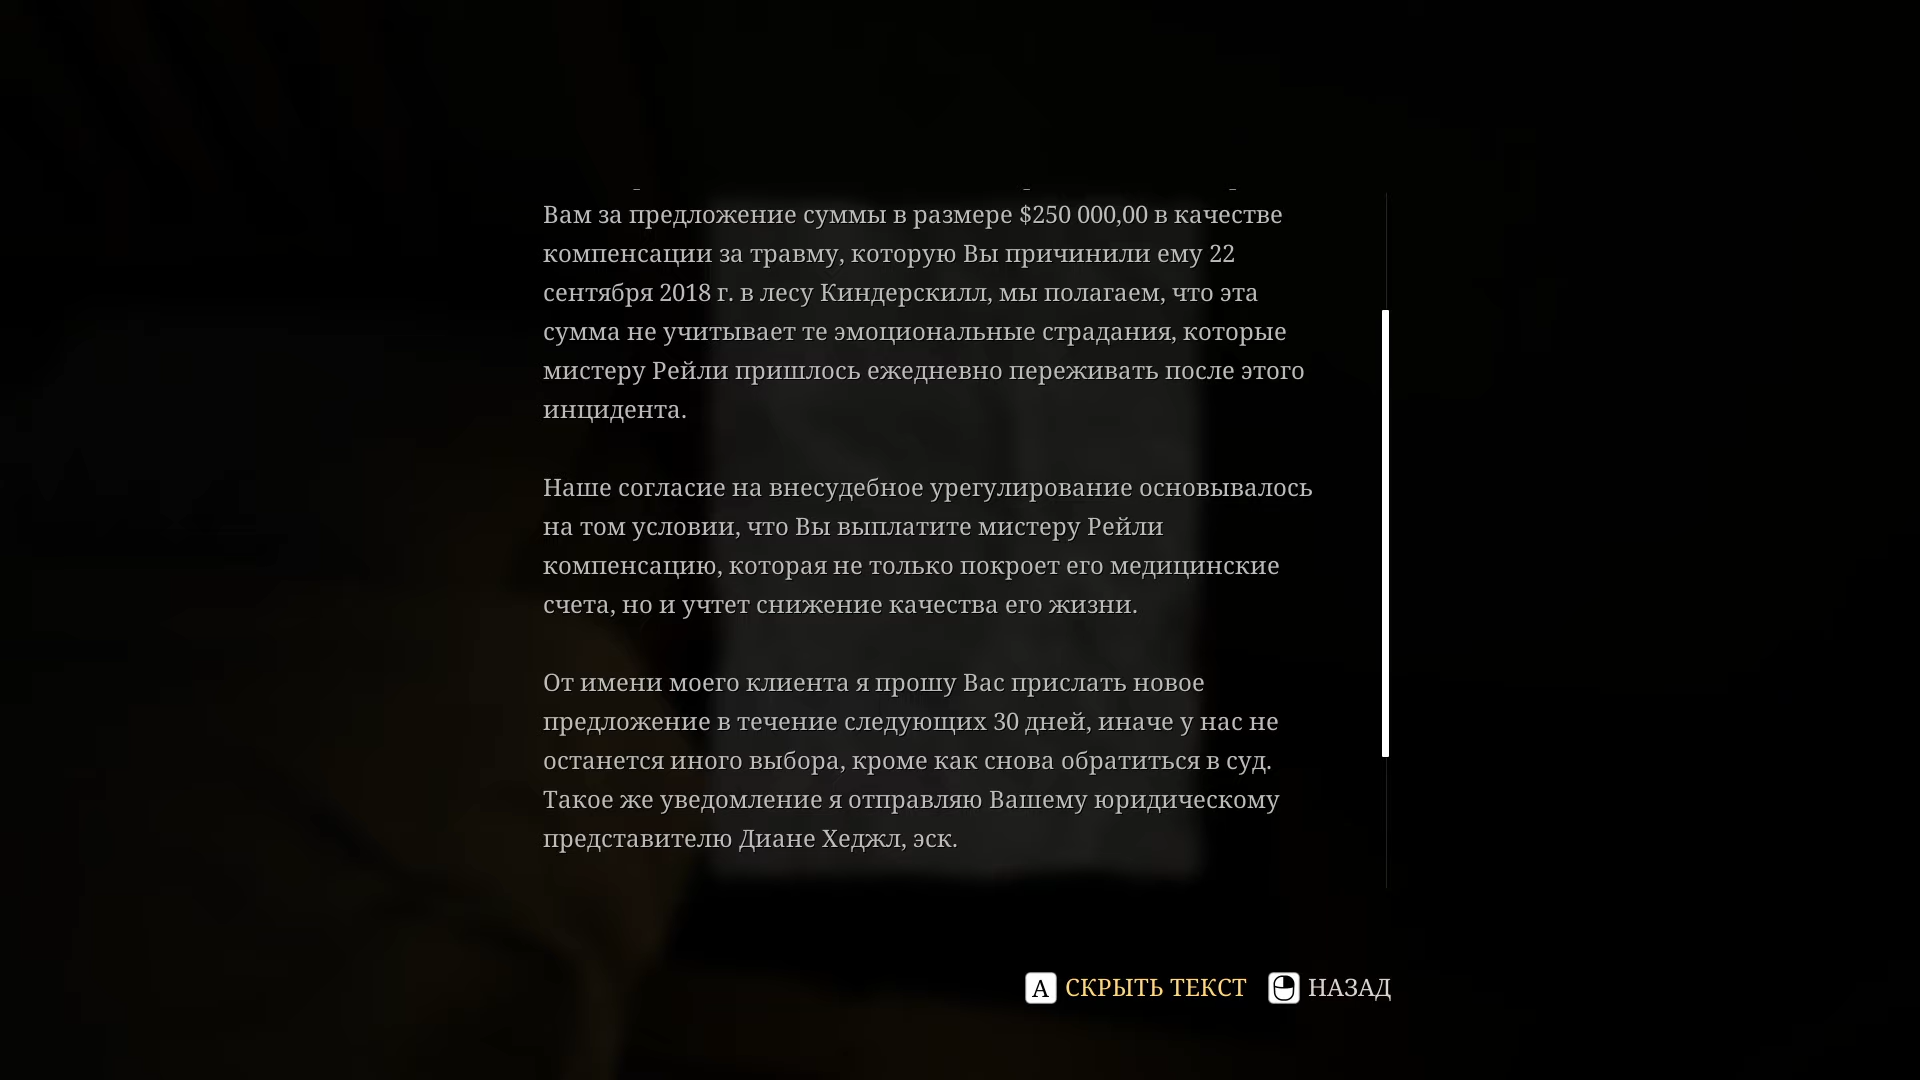 Вам за предложение суммы в размере $250 000,00 в качестве
компенсации за травму, которую Вы причинили ему 22
сентября 2018 г. в лесу Киндерскилл, мы полагаем, что эта
сумма не учитывает те эмоциональные страдания, которые
мистеру Рейли пришлось ежедневно переживать после этого
инцидента.
Наше согласие на внесудебное урегулирование основывалось
на том условии, что Вы выплатите мистеру Рейли
компенсацию, которая не только покроет его медицинские
счета, но и учтет снижение качества его жизни.
От имени моего клиента я прошу Вас прислать новое
предложение в течение следующих 30 дней, иначе у нас не
останется иного выбора, кроме как снова обратиться в суд.
Такое же уведомление я отправляю Вашему юридическому
представителю Диане Хеджл, эск.
A СКРЫТЬ ТЕКСТ НАЗАД